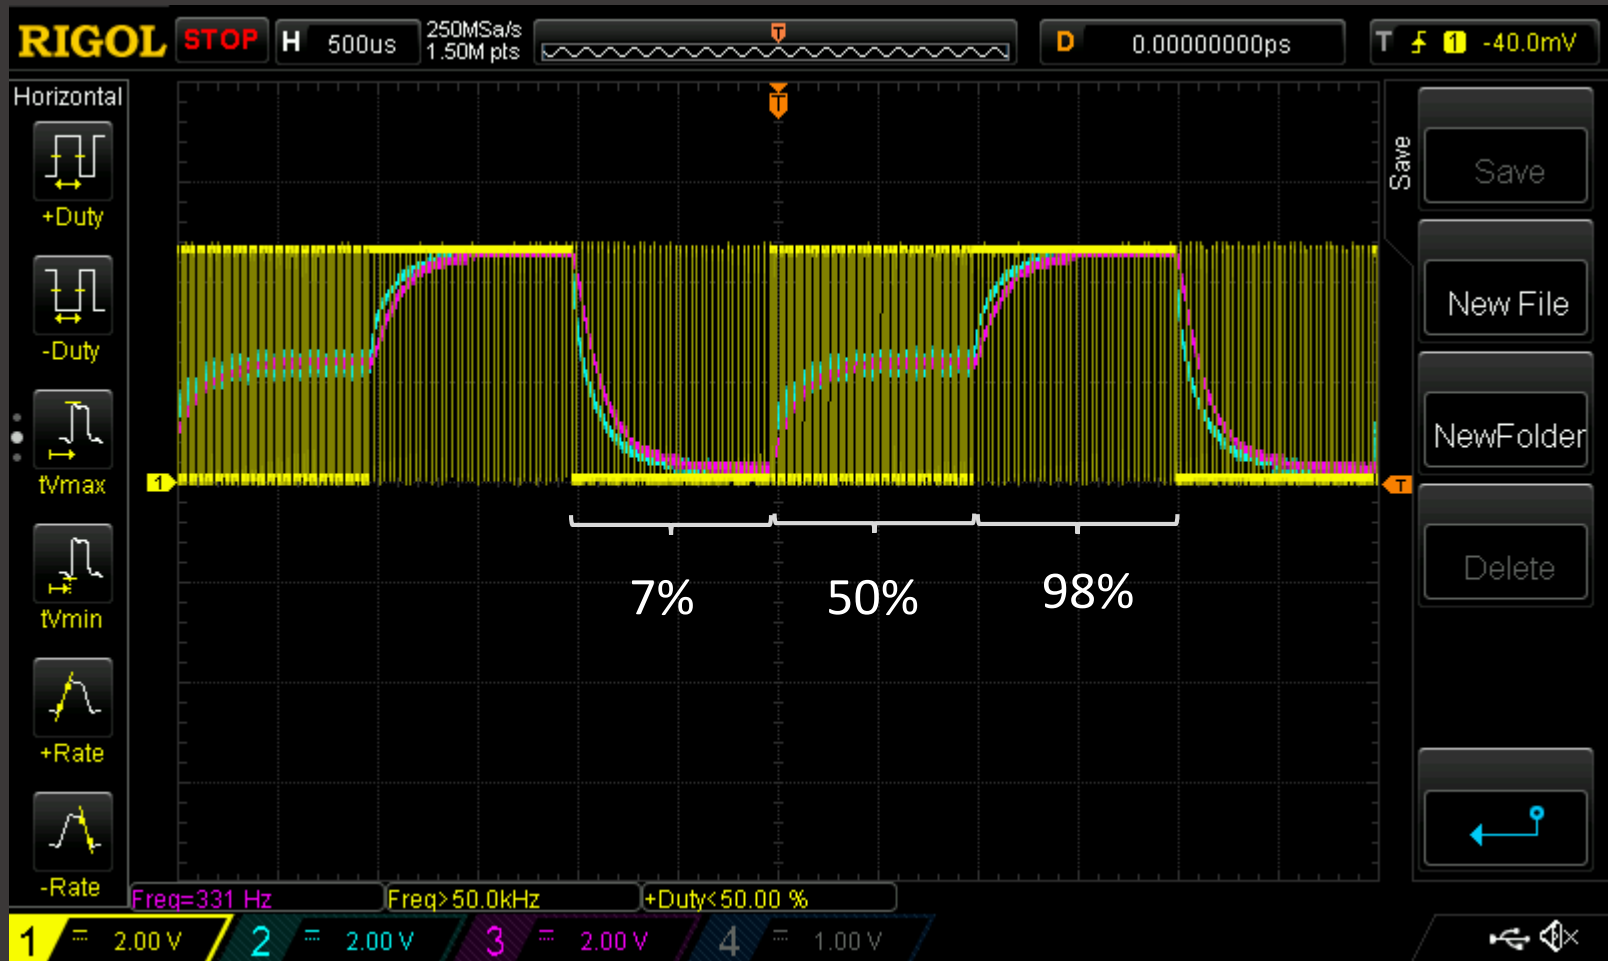 RIGOL STOP H 500us 250MSa/s D 0.00000000ps T 1 -40.0mV
1.50M pts
T
Horizontal
+Duty
-Duty
tVmax
tVmin
+Rate
-Rate
T
1
T
7% 50% 98%
Save
Save
New File
NewFolder
Delete
Freq=331 Hz Freq>50.0kHz +Duty<50.00 %
1 2.00 V 2 2.00 V 3 2.00 V 4 1.00 V